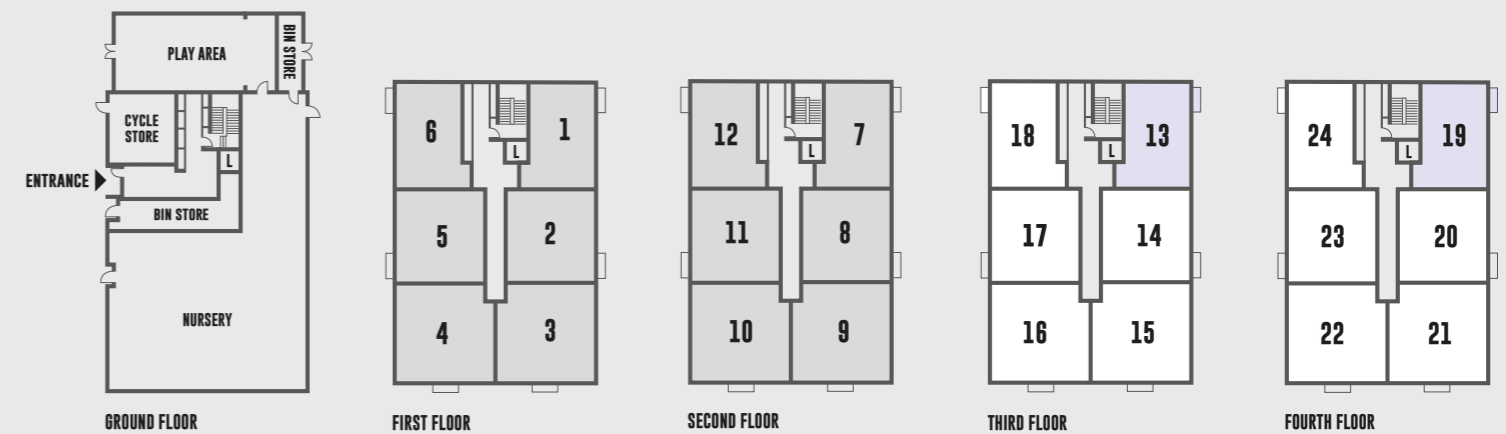 PLAY AREA
BIN STORE
CYCLE
STORE
L
ENTRANCE
BIN STORE
NURSERY
GROUND FLOOR
6
1
L
5
2
4
3
FIRST FLOOR
12
7
L
11
8
10
9
SECOND FLOOR
18
13
L
17
14
16
15
THIRD FLOOR
24
19
L
23
20
22
21
FOURTH FLOOR